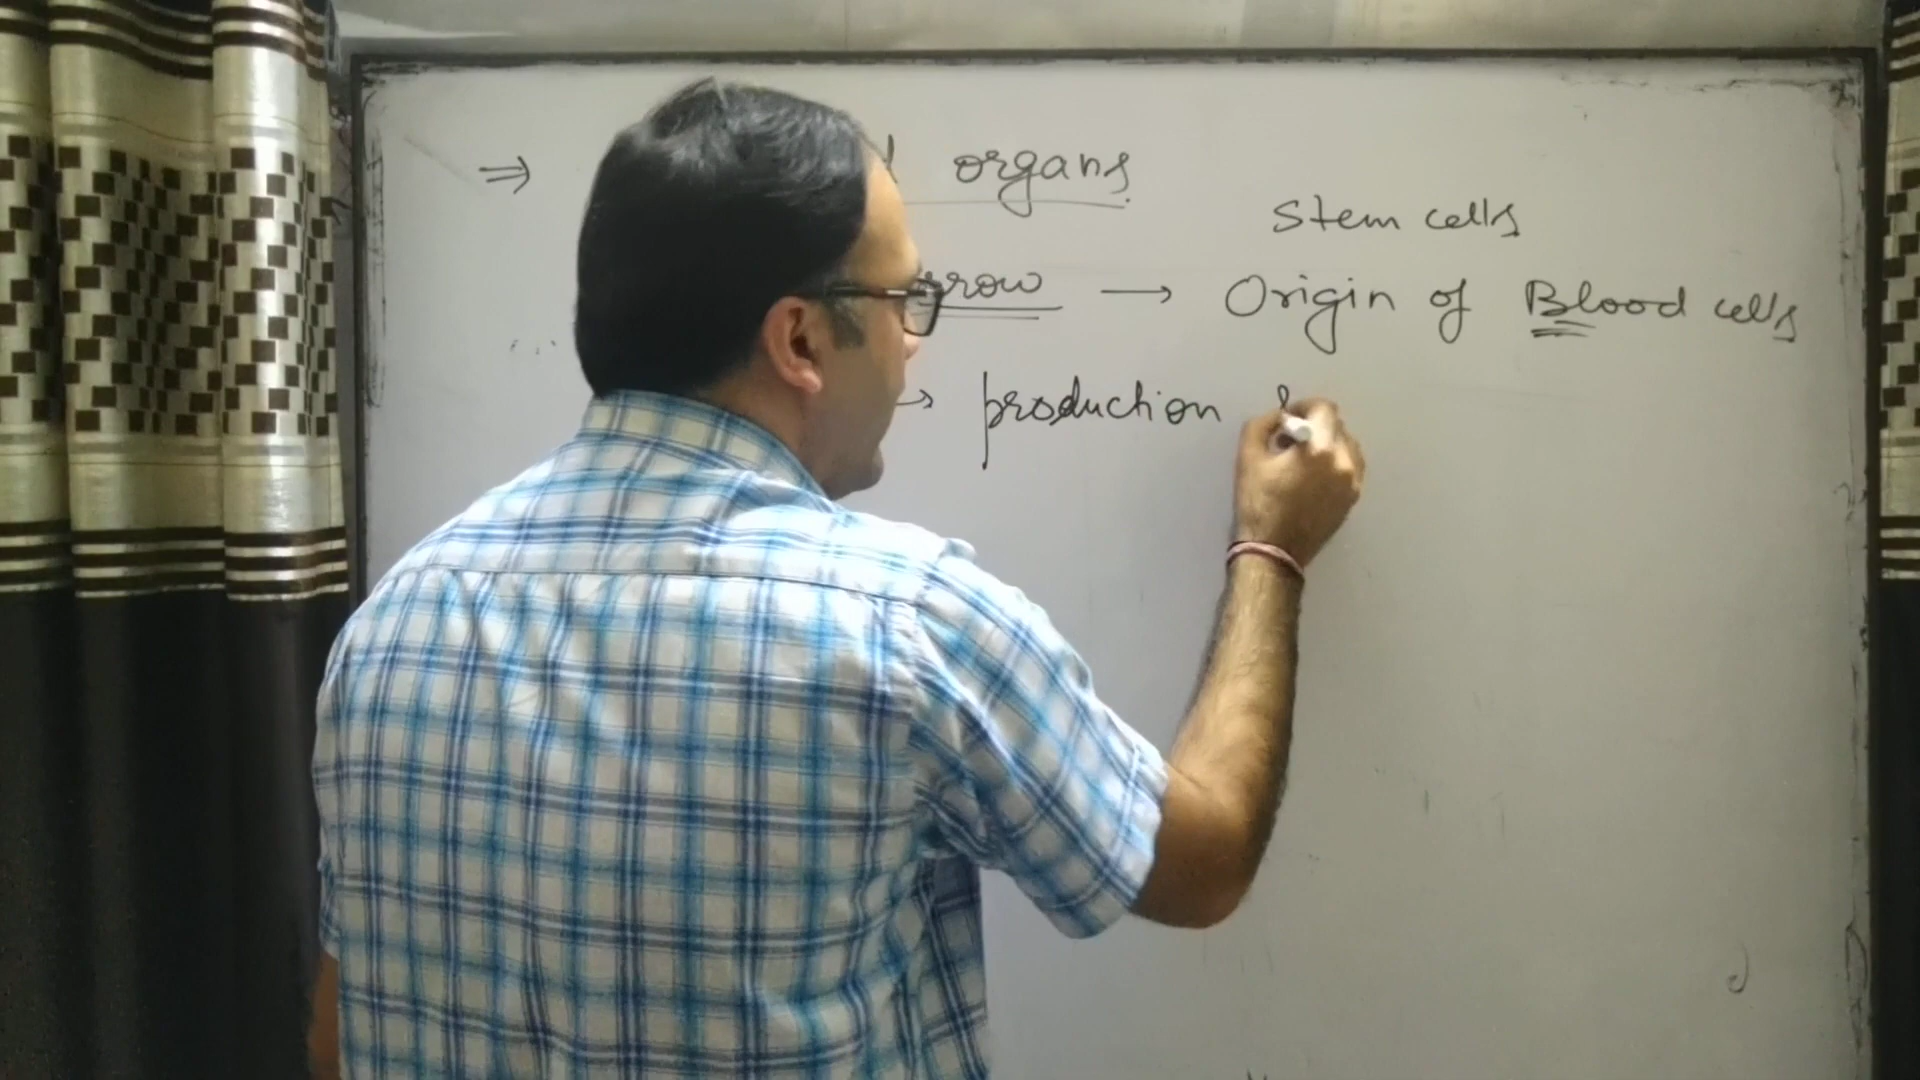 ⇒ organs
Stem cells
→ Origin of Blood cells
→ production